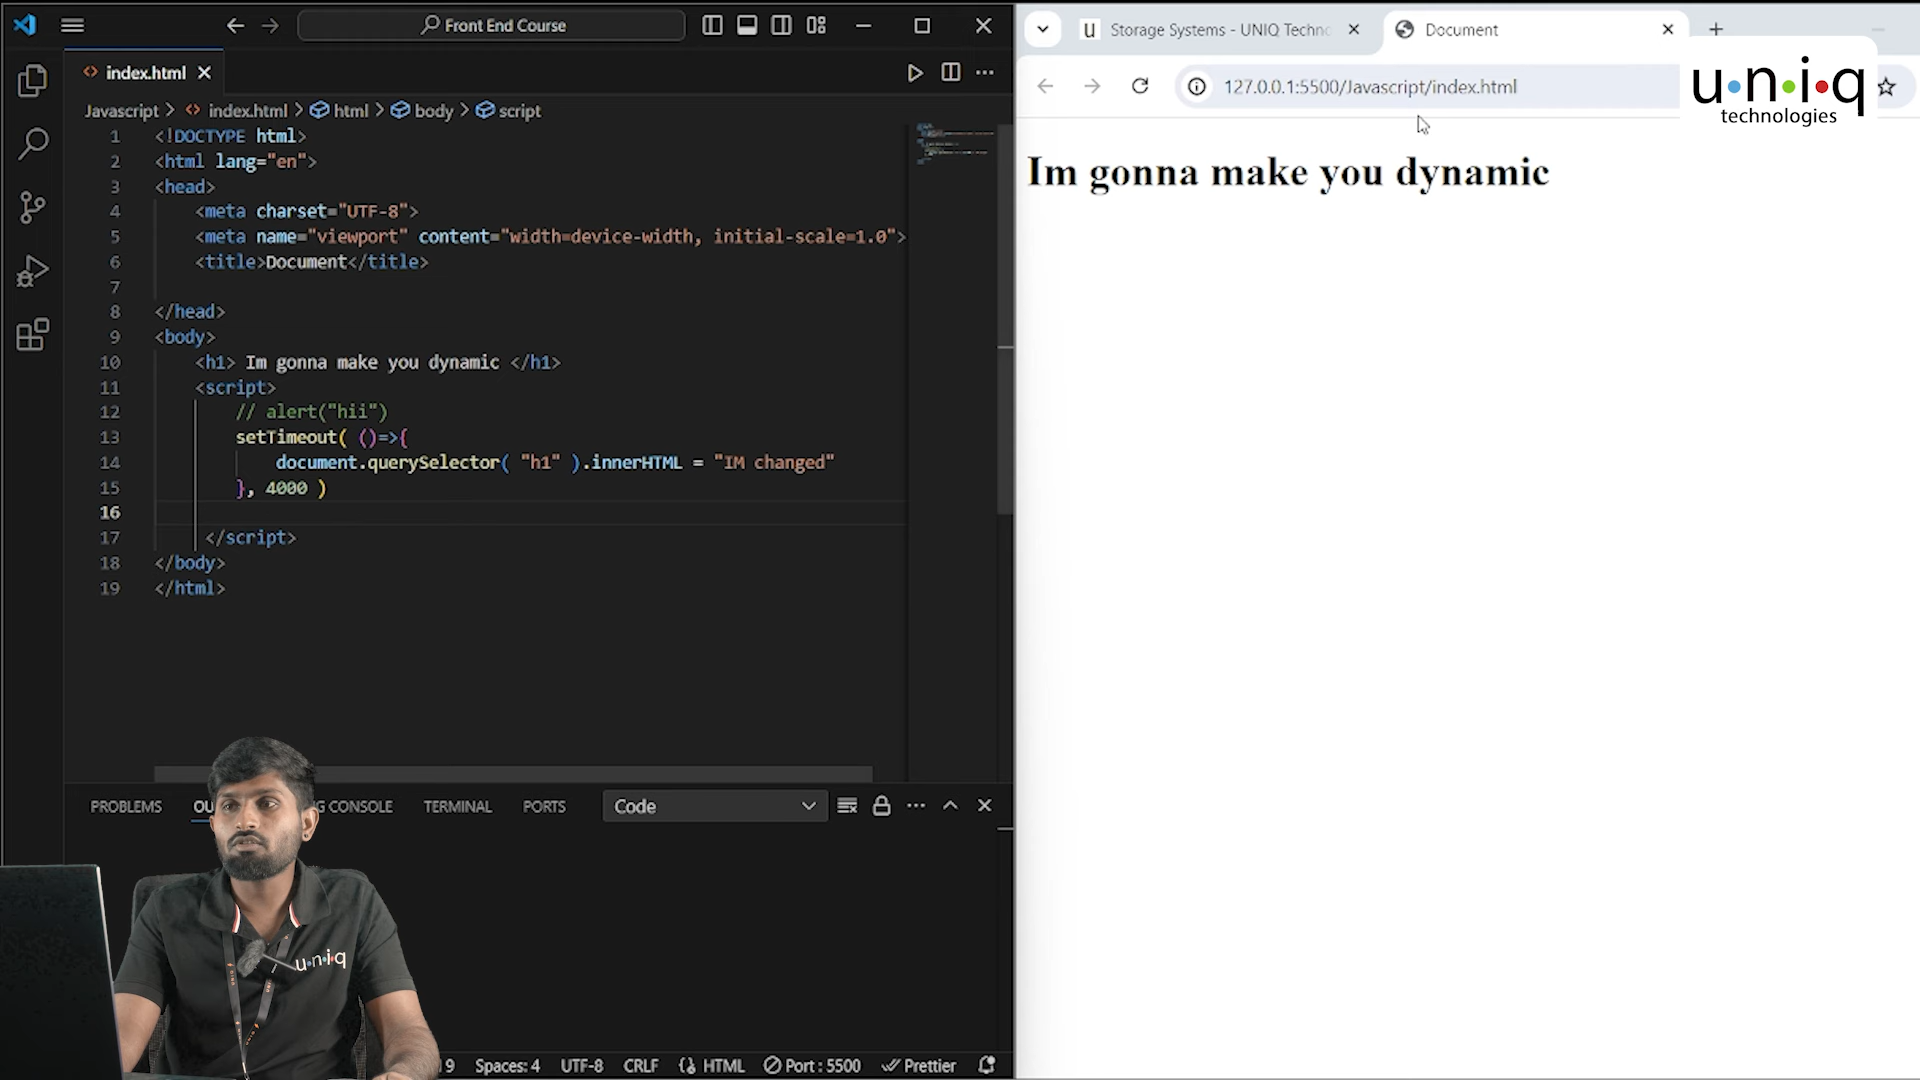 Front End Course
index.html
Javascript > index.html > html > body > script
1 <!DOCTYPE html>
2 <html lang="en">
3 <head>
4 <meta charset="UTF-8">
5 <meta name="viewport" content="width=device-width, initial-scale=1.0">
6 <title>Document</title>
7
8 </head>
9 <body>
10 <h1> Im gonna make you dynamic </h1>
11 <script>
12 // alert("hii")
13 setTimeout( ()=>{
14 document.querySelector( "h1" ).innerHTML = "IM changed"
15 }, 4000 )
16
17 </script>
18 </body>
19 </html>
PROBLEMS OU G CONSOLE TERMINAL PORTS Code
9 Spaces: 4 UTF-8 CRLF HTML Port : 5500 Prettier
Storage Systems - UNIQ Techn
Document
127.0.0.1:5500/Javascript/index.html
u·n·i·q
technologies
Im gonna make you dynamic
u·n·i·q